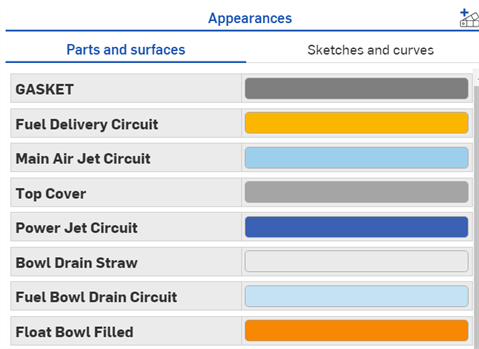 Appearances
Parts and surfaces
Sketches and curves
GASKET
Fuel Delivery Circuit
Main Air Jet Circuit
Top Cover
Power Jet Circuit
Bowl Drain Straw
Fuel Bowl Drain Circuit
Float Bowl Filled